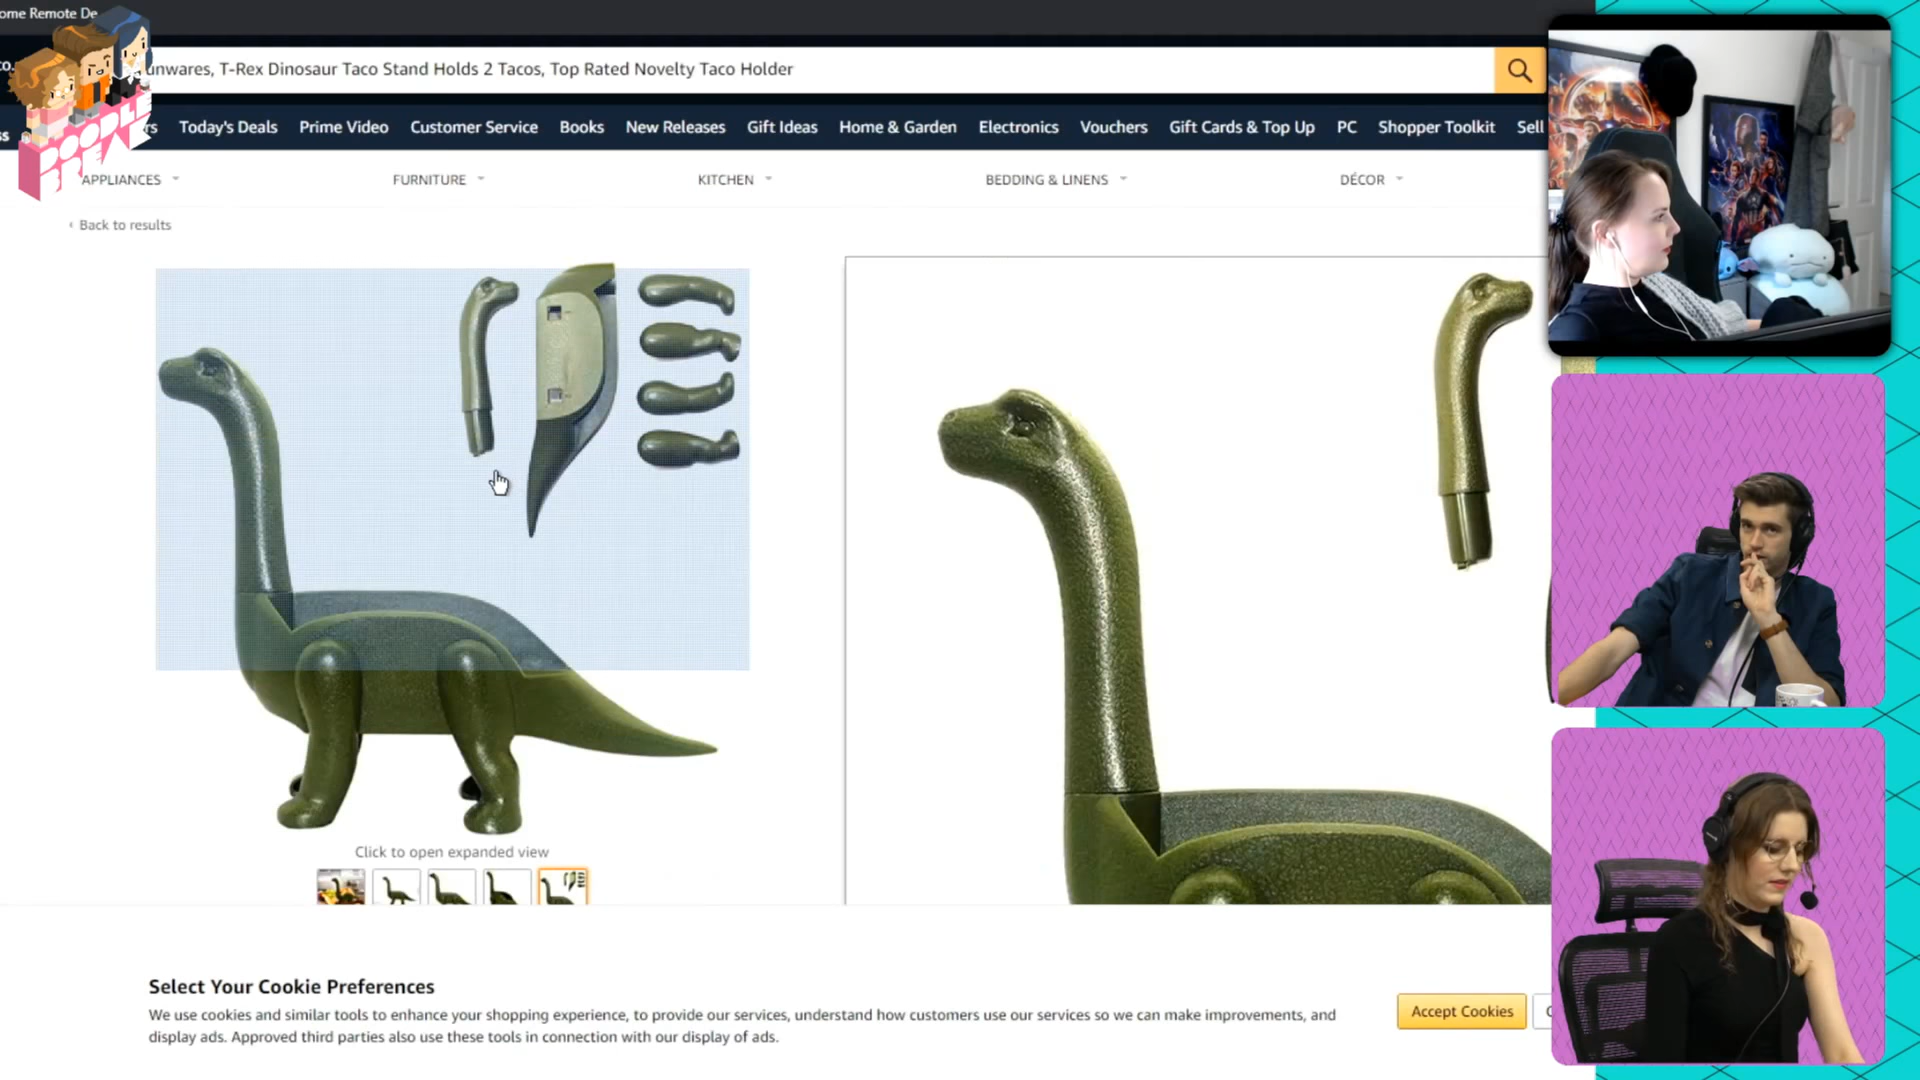 ome Remote De
unwares, T-Rex Dinosaur Taco Stand Holds 2 Tacos, Top Rated Novelty Taco Holder
Today's Deals Prime Video Customer Service Books New Releases Gift Ideas Home & Garden Electronics Vouchers Gift Cards & Top Up PC Shopper Toolkit Sell
APPLIANCES FURNITURE KITCHEN BEDDING & LINENS DÉCOR
‹ Back to results
Click to open expanded view
Select Your Cookie Preferences
We use cookies and similar tools to enhance your shopping experience, to provide our services, understand how customers use our services so we can make improvements, and
display ads. Approved third parties also use these tools in connection with our display of ads.
Accept Cookies